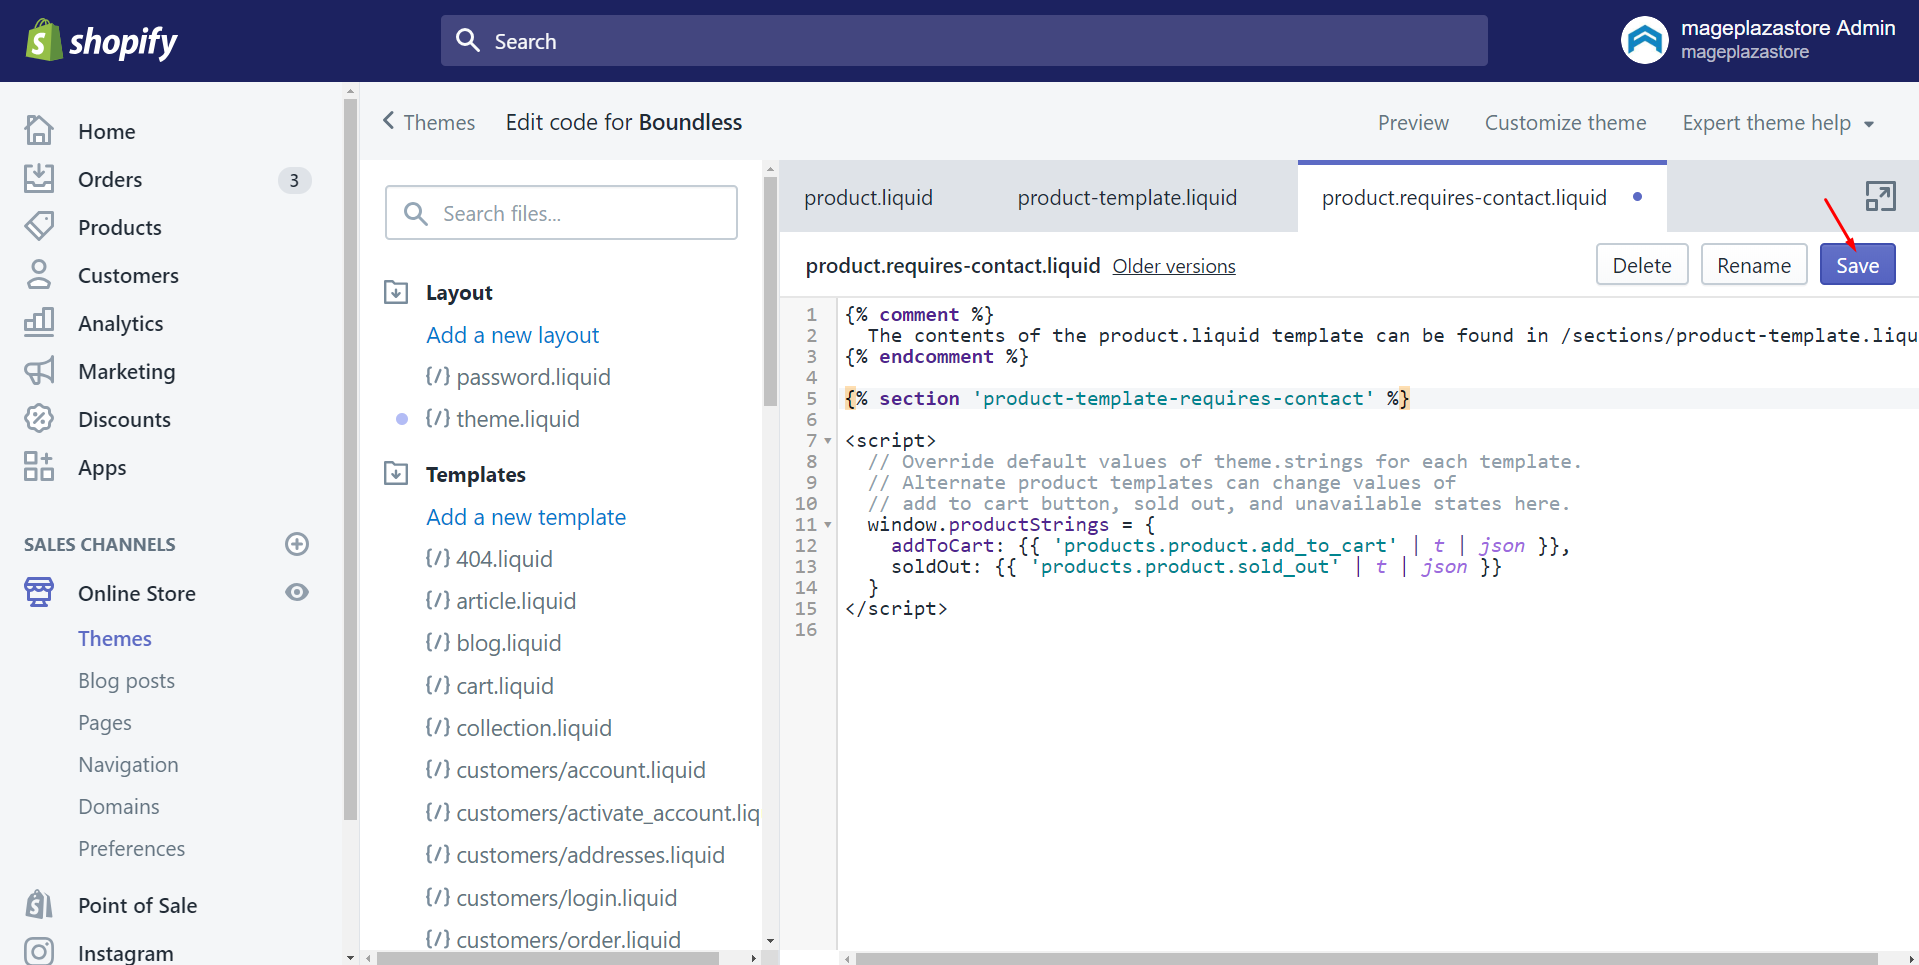 shopify
Search
mageplazastore Admin
mageplazastore
Home
Orders
3
Products
Customers
Analytics
Marketing
Discounts
Apps
SALES CHANNELS
Online Store
Themes
Blog posts
Pages
Navigation
Domains
Preferences
Point of Sale
Instagram
Themes
Edit code for Boundless
Preview
Customize theme
Expert theme help
Search files...
Layout
Add a new layout
{/} password.liquid
{/} theme.liquid
Templates
Add a new template
{/} 404.liquid
{/} article.liquid
{/} blog.liquid
{/} cart.liquid
{/} collection.liquid
{/} customers/account.liquid
{/} customers/activate_account.liq
{/} customers/addresses.liquid
{/} customers/login.liquid
{/} customers/order.liquid
product.liquid
product-template.liquid
product.requires-contact.liquid
product.requires-contact.liquid Older versions
Delete
Rename
Save
1 {% comment %}
2 The contents of the product.liquid template can be found in /sections/product-template.liqu
3 {% endcomment %}
4
5 {% section 'product-template-requires-contact' %}
6
7 <script>
8 // Override default values of theme.strings for each template.
9 // Alternate product templates can change values of
10 // add to cart button, sold out, and unavailable states here.
11 window.productStrings = {
12 addToCart: {{ 'products.product.add_to_cart' | t | json }},
13 soldOut: {{ 'products.product.sold_out' | t | json }}
14 }
15 </script>
16